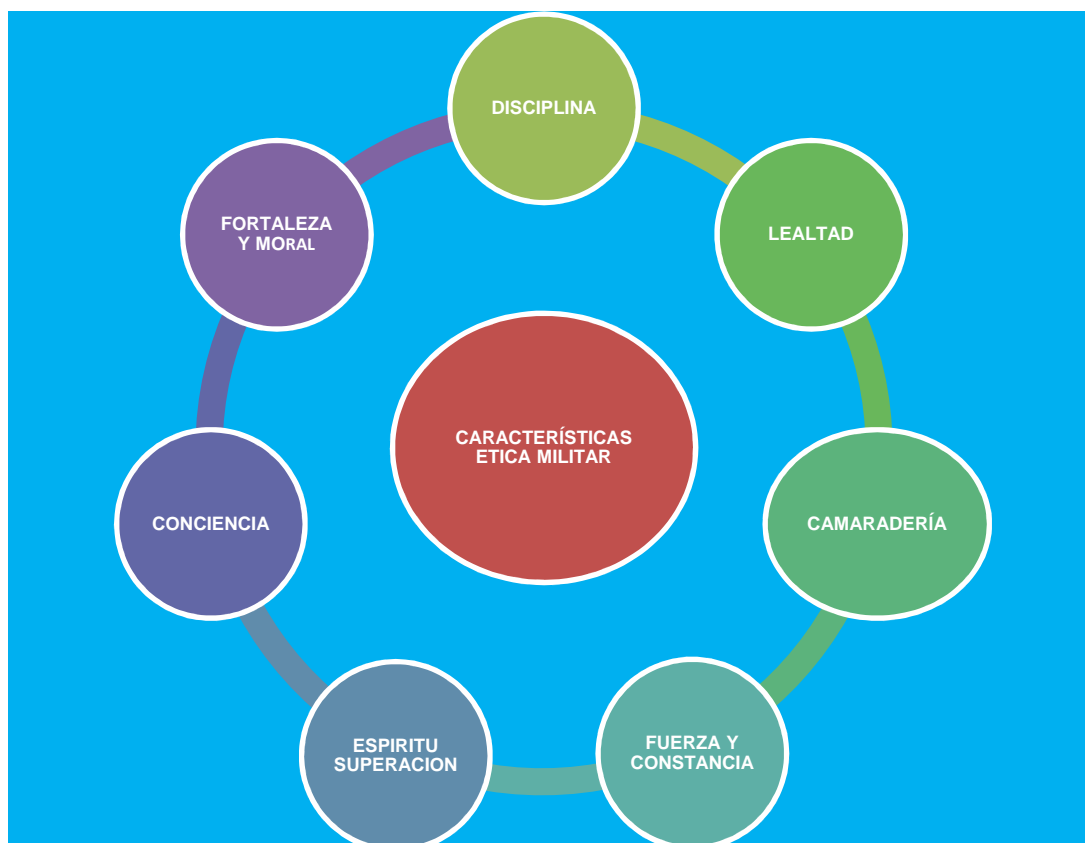 DISCIPLINA
LEALTAD
CAMARADERÍA
FUERZA Y
CONSTANCIA
ESPIRITU
SUPERACION
CONCIENCIA
FORTALEZA
Y MORAL
CARACTERÍSTICAS
ETICA MILITAR